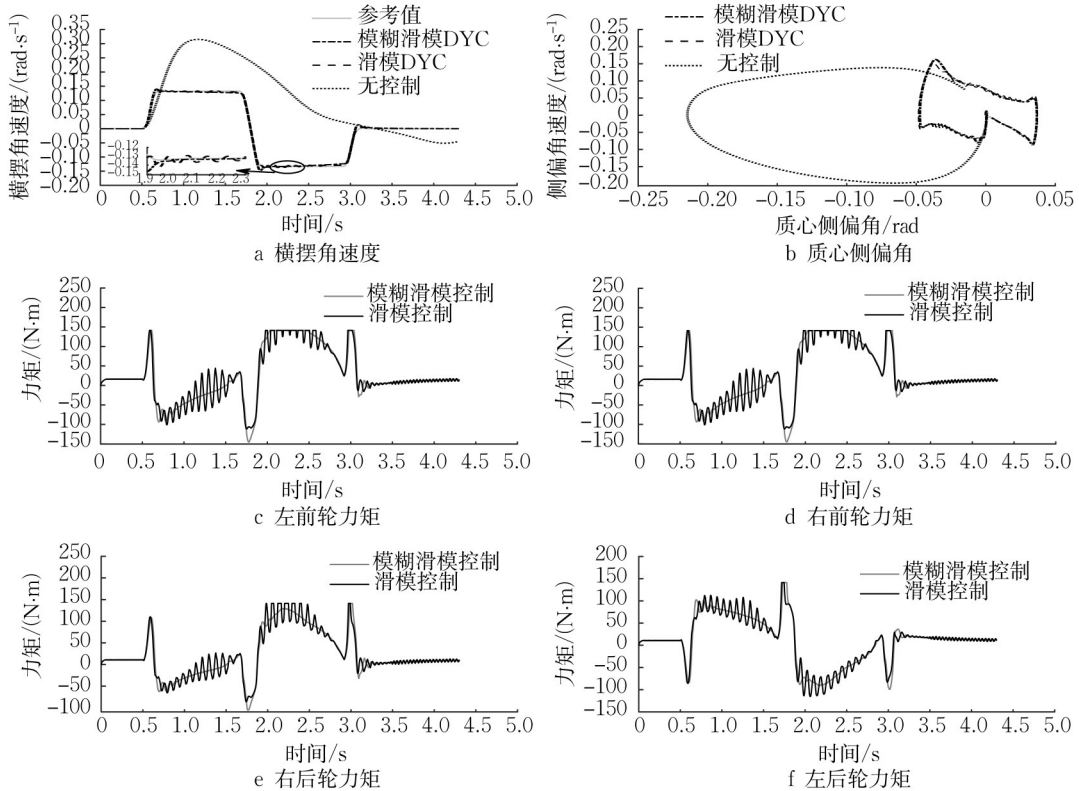 参考值
模糊滑模DYC
滑模DYC
无控制
横摆角速度/(rad·s⁻¹)
0.35
0.30
0.25
0.20
0.15
0.10
0.05
0
-0.05
-0.10
-0.15
-0.20
-0.12
-0.13
-0.14
-0.15
1.9 2.0 2.1 2.2 2.3
0 0.5 1.0 1.5 2.0 2.5 3.0 3.5 4.0 4.5 5.0
时间/s
a 横摆角速度
模糊滑模DYC
滑模DYC
无控制
侧偏角速度/(rad·s⁻¹)
0.25
0.20
0.15
0.10
0.05
0
-0.05
-0.10
-0.15
-0.20
-0.25 -0.20 -0.15 -0.10 -0.05 0 0.05
质心侧偏角/rad
b 质心侧偏角
模糊滑模控制
滑模控制
力矩/(N·m)
250
200
150
100
50
0
-50
-100
-150
0 0.5 1.0 1.5 2.0 2.5 3.0 3.5 4.0 4.5 5.0
时间/s
c 左前轮力矩
模糊滑模控制
滑模控制
力矩/(N·m)
250
200
150
100
50
0
-50
-100
-150
0 0.5 1.0 1.5 2.0 2.5 3.0 3.5 4.0 4.5 5.0
时间/s
d 右前轮力矩
模糊滑模控制
滑模控制
力矩/(N·m)
250
200
150
100
50
0
-50
-100
0 0.5 1.0 1.5 2.0 2.5 3.0 3.5 4.0 4.5 5.0
时间/s
e 右后轮力矩
模糊滑模控制
滑模控制
力矩/(N·m)
200
150
100
50
0
-50
-100
-150
0 0.5 1.0 1.5 2.0 2.5 3.0 3.5 4.0 4.5 5.0
时间/s
f 左后轮力矩